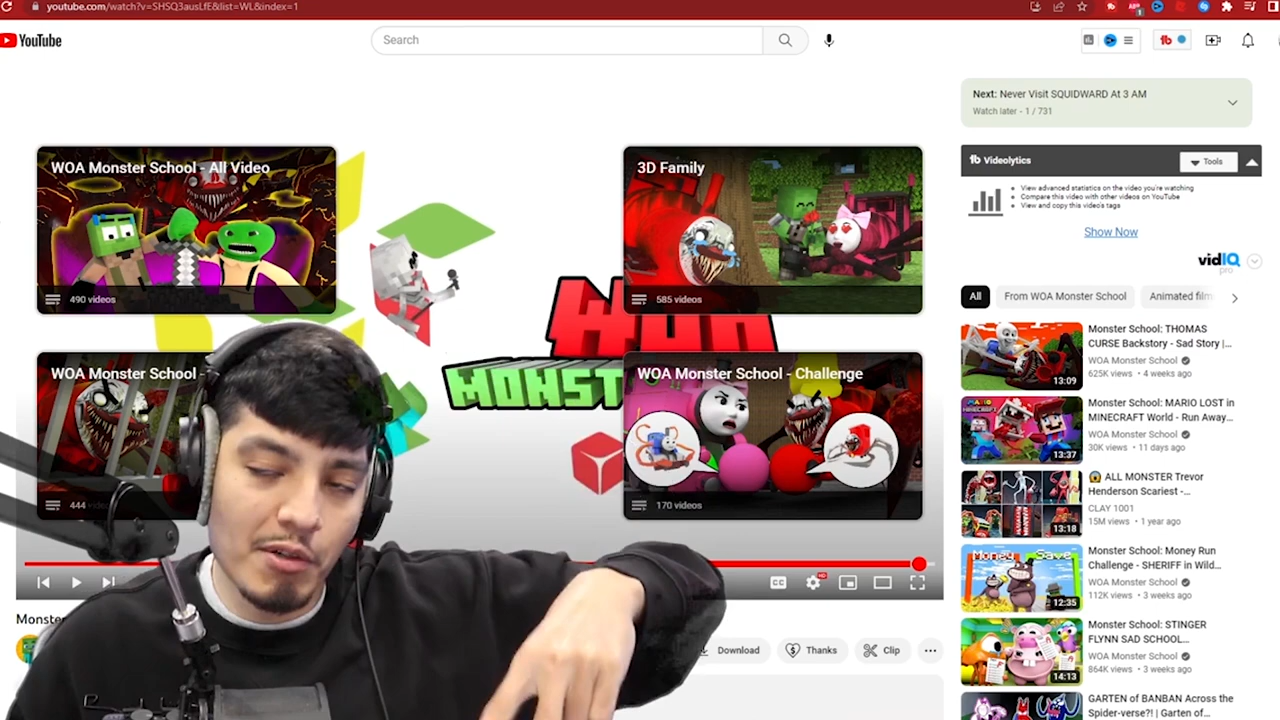 youtube.com/watch?v=SHSQ3ausLfE&list=WL&index=1
YouTube
Search
Next: Never Visit SQUIDWARD At 3 AM
Watch later - 1 / 731
WOA Monster School - All Video
490 videos
3D Family
585 videos
WOA Monster School -
444
WOA Monster School - Challenge
170 videos
WOA
MONST
tb Videolytics
Tools
View advanced statistics on the video you're watching
Compare this video with other videos on YouTube
View and copy this video's tags
Show Now
vidIQ
pro
All
From WOA Monster School
Animated film
Monster School: THOMAS
CURSE Backstory - Sad Story |...
WOA Monster School
625K views • 4 weeks ago
13:09
Monster School: MARIO LOST in
MINECRAFT World - Run Away...
WOA Monster School
30K views • 11 days ago
13:37
😱 ALL MONSTER Trevor
Henderson Scariest -...
CLAY 1001
15M views • 1 year ago
13:18
Monster School: Money Run
Challenge - SHERIFF in Wild...
WOA Monster School
112K views • 3 weeks ago
12:35
Monster School: STINGER
FLYNN SAD SCHOOL...
WOA Monster School
864K views • 3 weeks ago
14:13
GARTEN of BANBAN Across the
Spider-verse?! | Garten of...
CC
HD
Monster
Download
Thanks
Clip